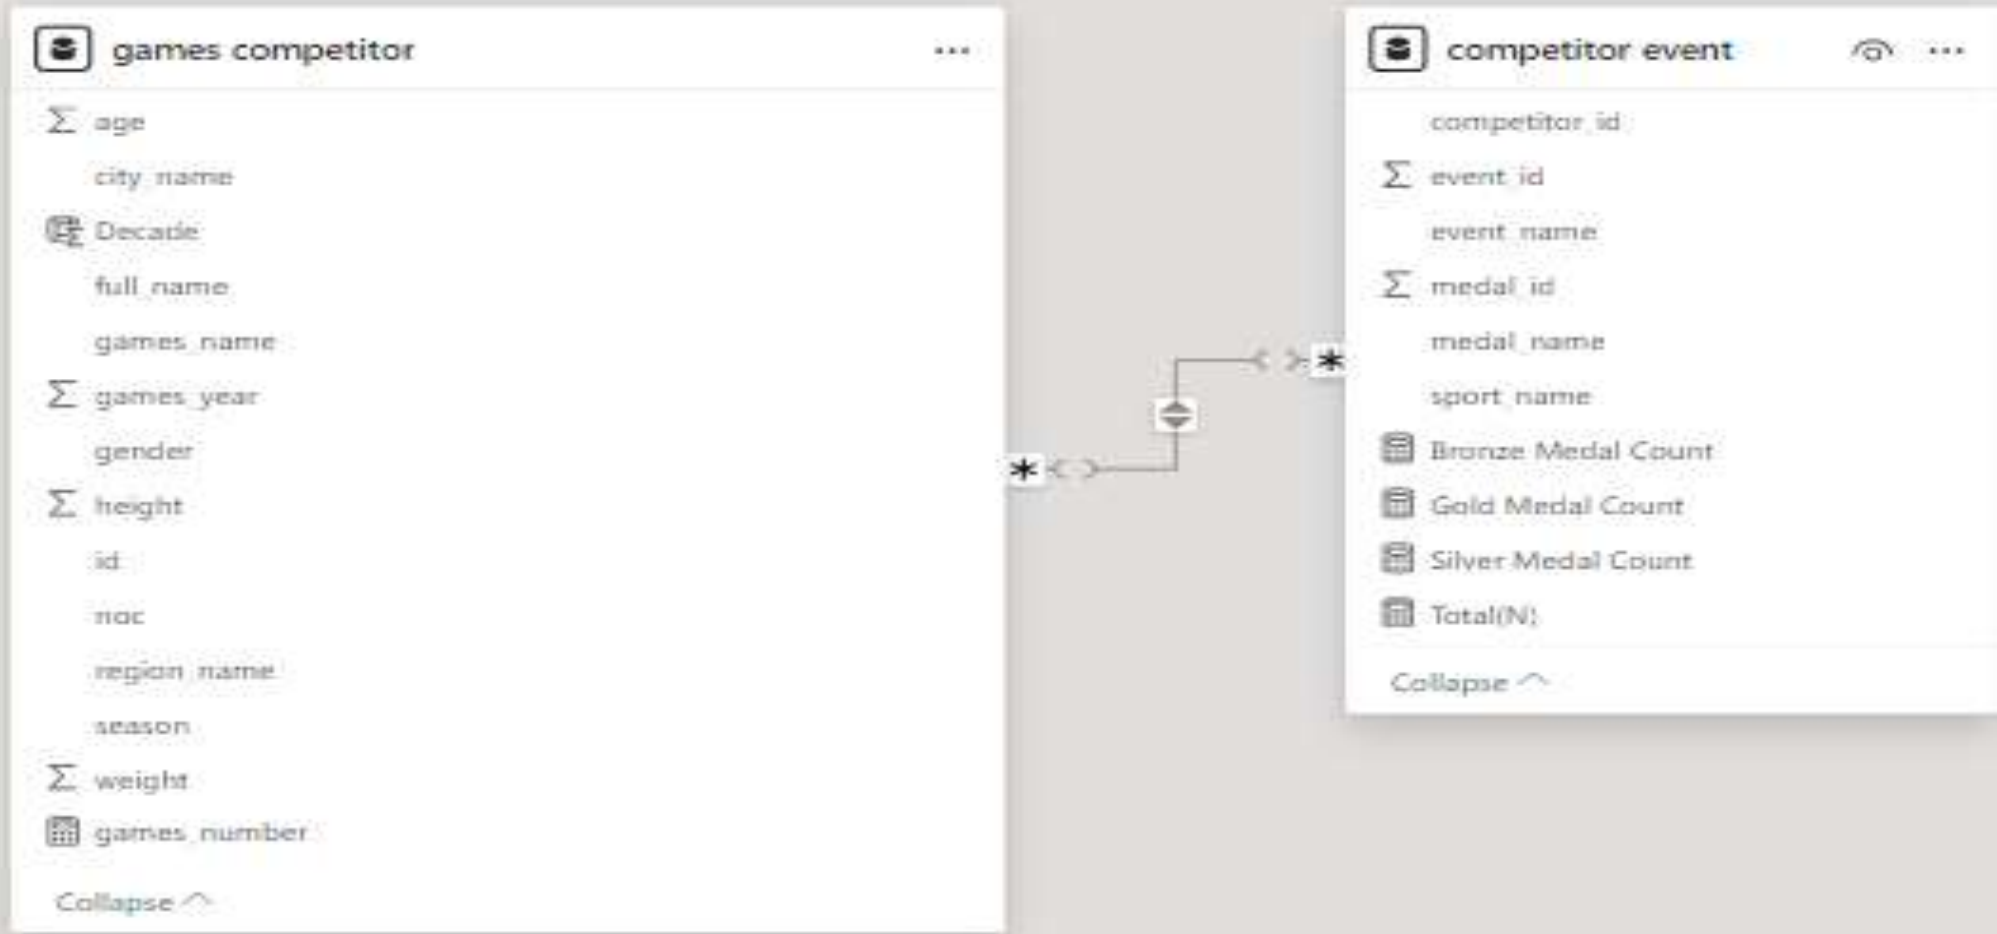 games competitor
age
city_name
Decade
full_name
games_name
games_year
gender
height
id
noc
region_name
season
weight
games_number
Collapse
competitor event
competitor_id
event_id
event_name
medal_id
medal_name
sport_name
Bronze Medal Count
Gold Medal Count
Silver Medal Count
Total(N)
Collapse